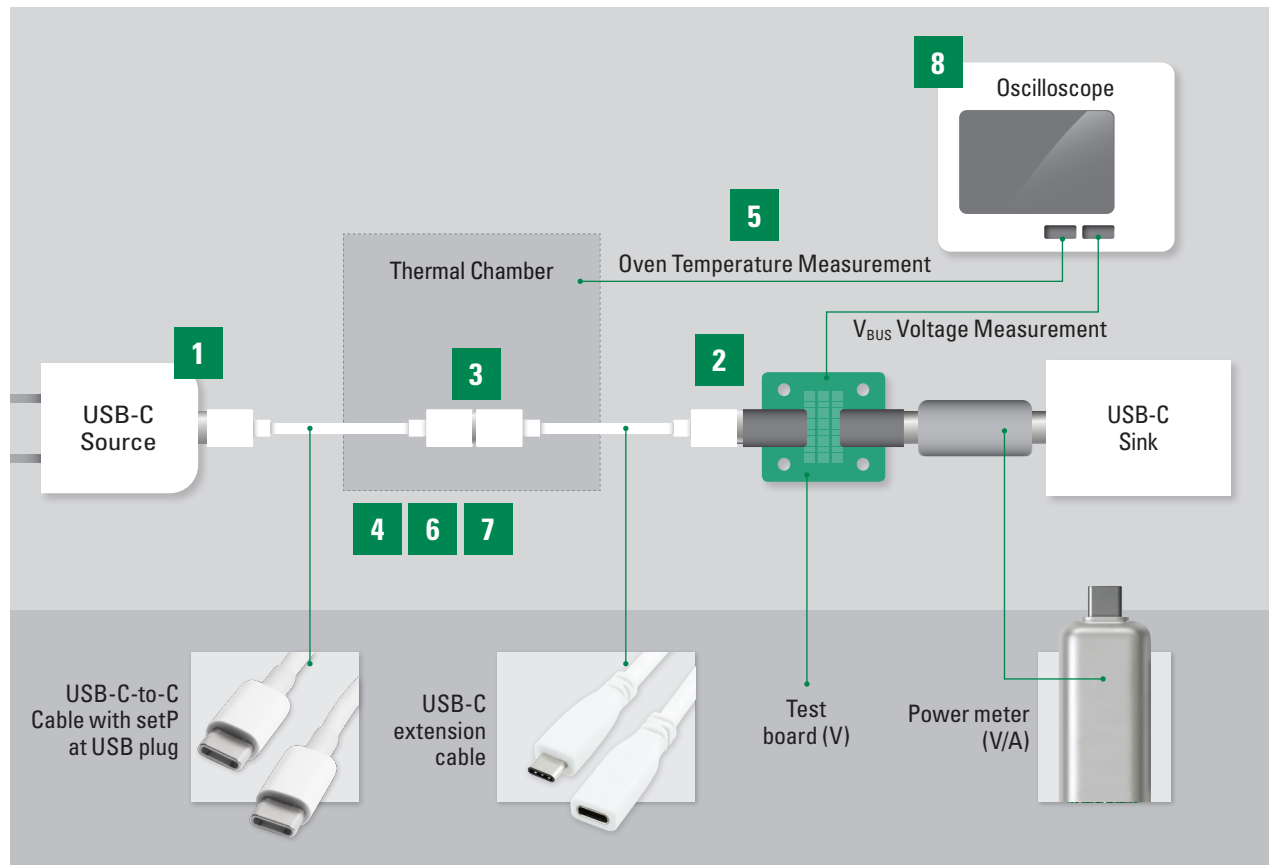 8
Oscilloscope
5
Thermal Chamber
Oven Temperature Measurement
VBUS Voltage Measurement
1
3
2
USB-C
Source
USB-C
Sink
4 6 7
USB-C-to-C
Cable with setP
at USB plug
USB-C
extension
cable
Test
board (V)
Power meter
(V/A)